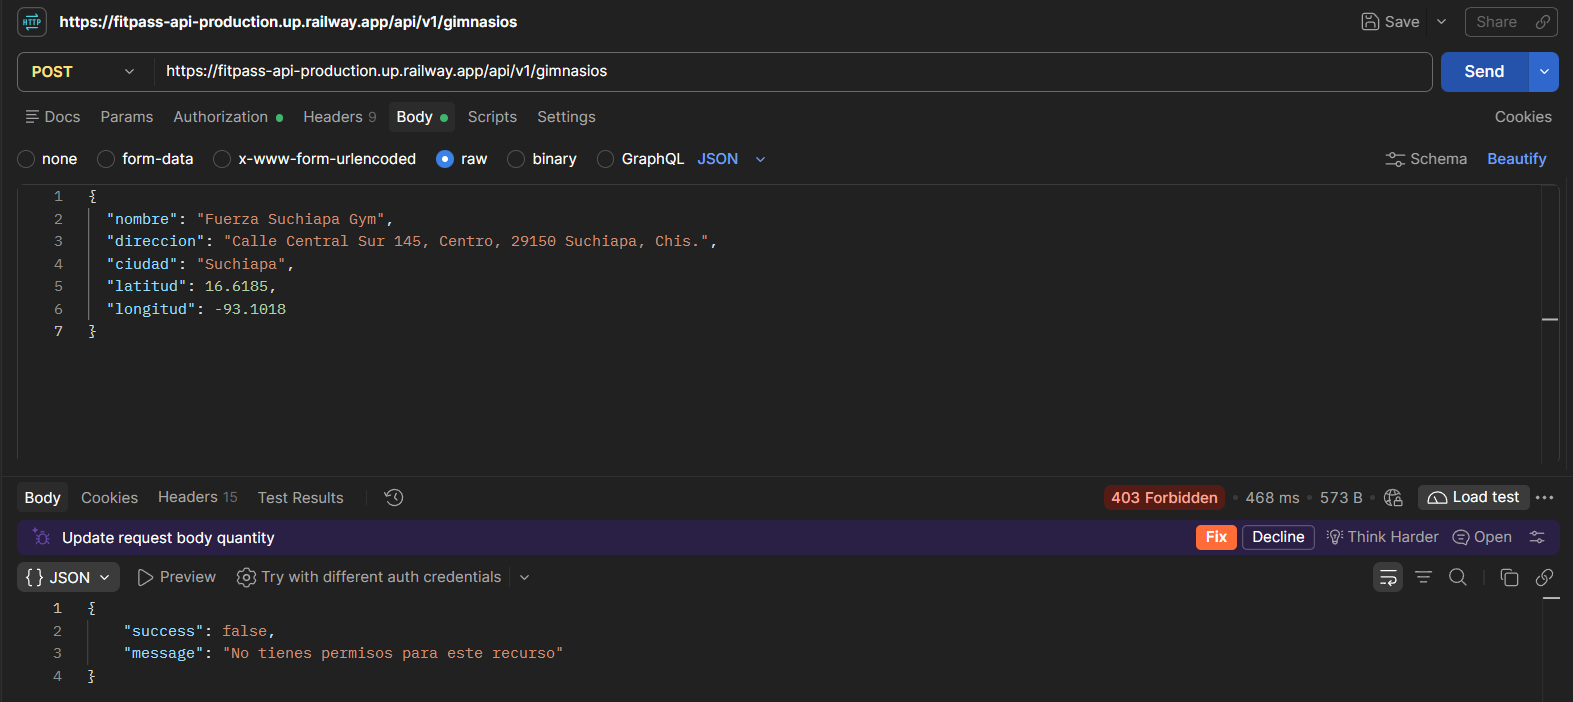 HTTP https://fitpass-api-production.up.railway.app/api/v1/gimnasios Save Share
POST https://fitpass-api-production.up.railway.app/api/v1/gimnasios Send
Docs Params Authorization Headers 9 Body Scripts Settings Cookies
none form-data x-www-form-urlencoded raw binary GraphQL JSON Schema Beautify
1 {
2 "nombre": "Fuerza Suchiapa Gym",
3 "direccion": "Calle Central Sur 145, Centro, 29150 Suchiapa, Chis.",
4 "ciudad": "Suchiapa",
5 "latitud": 16.6185,
6 "longitud": -93.1018
7 }
Body Cookies Headers 15 Test Results 403 Forbidden 468 ms 573 B Load test
Update request body quantity Fix Decline Think Harder Open
{} JSON Preview Try with different auth credentials
1 {
2 "success": false,
3 "message": "No tienes permisos para este recurso"
4 }